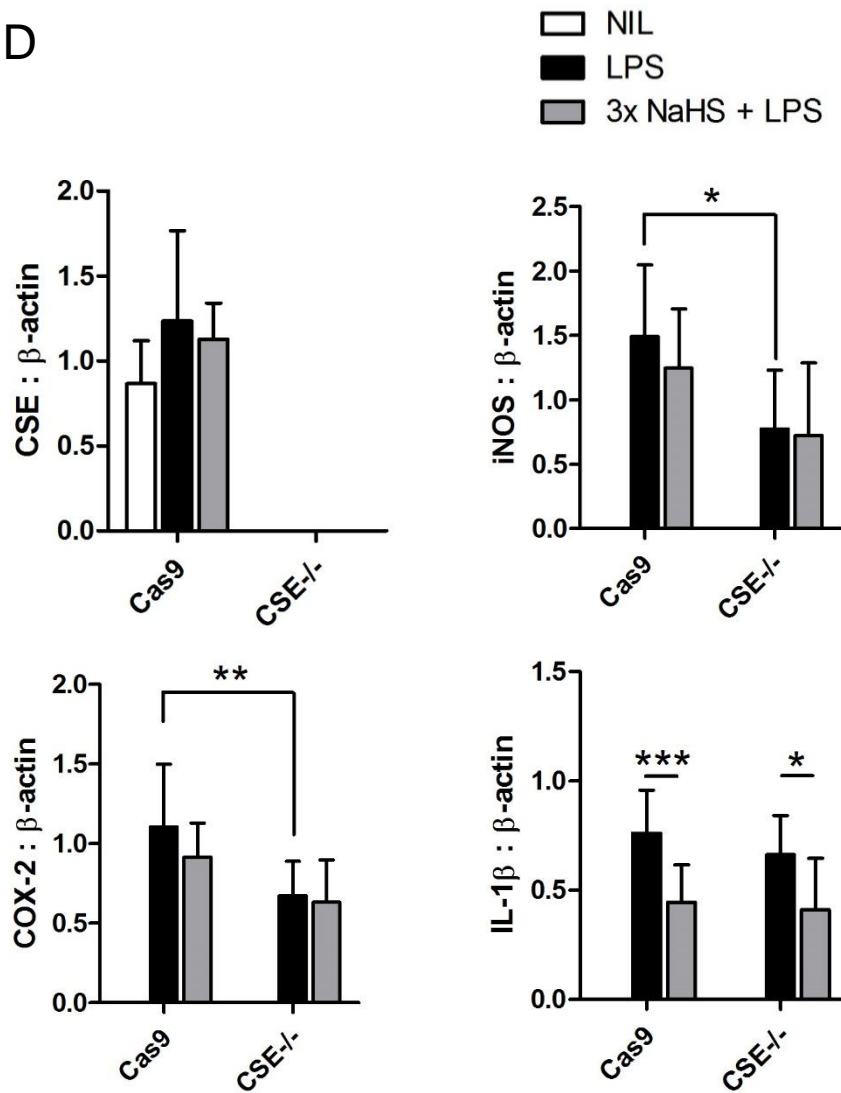 D
NIL
LPS
3x NaHS + LPS
CSE : β-actin
2.0
1.5
1.0
0.5
0.0
Cas9
CSE-/-
iNOS : β-actin
2.5
2.0
1.5
1.0
0.5
0.0
*
Cas9
CSE-/-
COX-2 : β-actin
2.0
1.5
1.0
0.5
0.0
**
Cas9
CSE-/-
IL-1β : β-actin
1.5
1.0
0.5
0.0
***
*
Cas9
CSE-/-